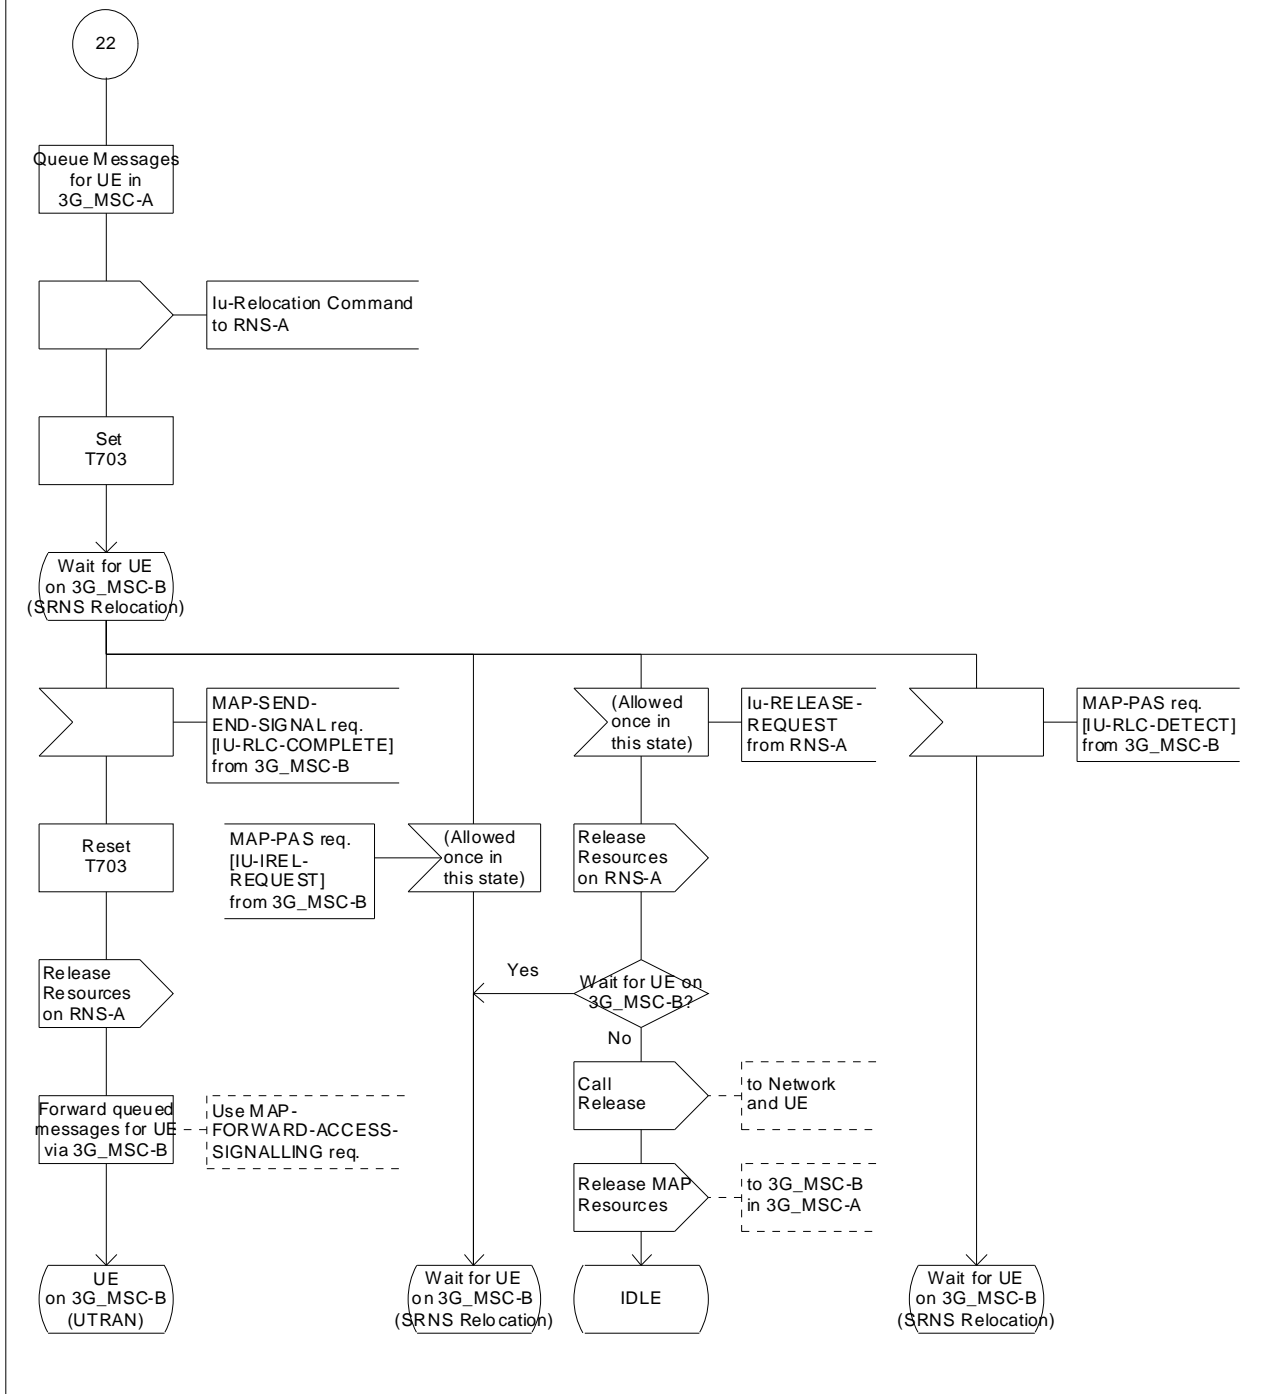 22
Queue Messages
for UE in
3G_MSC-A
Iu-Relocation Command
to RNS-A
Set
T703
Wait for UE
on 3G_MSC-B
(SRNS Relocation)
MAP-SEND-
END-SIGNAL req.
[IU-RLC-COMPLETE]
from 3G_MSC-B
(Allowed
once in
this state)
Iu-RELEASE-
REQUEST
from RNS-A
MAP-PAS req.
[IU-RLC-DETECT]
from 3G_MSC-B
Reset
T703
MAP-PAS req.
[IU-IREL-
REQUEST]
from 3G_MSC-B
(Allowed
once in
this state)
Release
Resources
on RNS-A
Release
Resources
on RNS-A
Yes
Wait for UE on
3G_MSC-B?
No
Call
Release
to Network
and UE
Forward queued
messages for UE
via 3G_MSC-B
Use MAP-
FORWARD-ACCESS-
SIGNALLING req.
Release MAP
Resources
to 3G_MSC-B
in 3G_MSC-A
UE
on 3G_MSC-B
(UTRAN)
Wait for UE
on 3G_MSC-B
(SRNS Relocation)
IDLE
Wait for UE
on 3G_MSC-B
(SRNS Relocation)